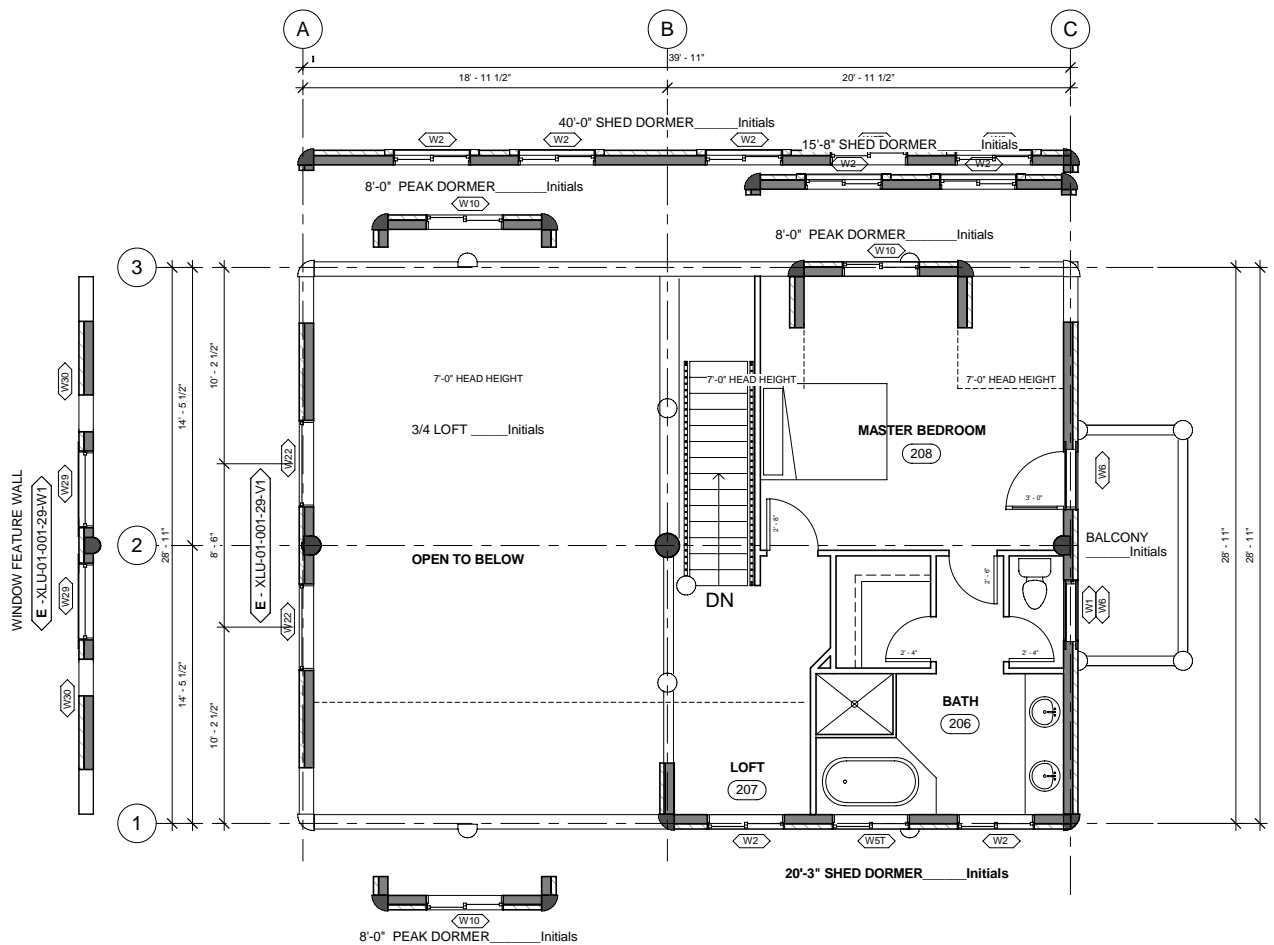 A
B
C
1
39' - 11"
18' - 11 1/2"
20' - 11 1/2"
40'-0" SHED DORMER______Initials
W2
W2
W2
15'-8" SHED DORMER______Initials
W2
W2
8'-0" PEAK DORMER_______Initials
W10
8'-0" PEAK DORMER_______Initials
W10
3
2
1
WINDOW FEATURE WALL
E -XLU-01-001-29-W1
W30
W29
W29
W30
28' - 11"
14' - 5 1/2"
14' - 5 1/2"
10' - 2 1/2"
8' - 6"
10' - 2 1/2"
E - XLU-01-001-29-V1
W22
W22
7'-0" HEAD HEIGHT
7'-0" HEAD HEIGHT
7'-0" HEAD HEIGHT
3/4 LOFT _____Initials
MASTER BEDROOM
208
W6
3' - 0"
2' - 8"
OPEN TO BELOW
BALCONY
______Initials
2' - 6"
DN
W1
W6
2' - 4"
2' - 4"
28' - 11"
28' - 11"
BATH
206
LOFT
207
W2
W5T
W2
20'-3" SHED DORMER______Initials
W10
8'-0" PEAK DORMER_______Initials